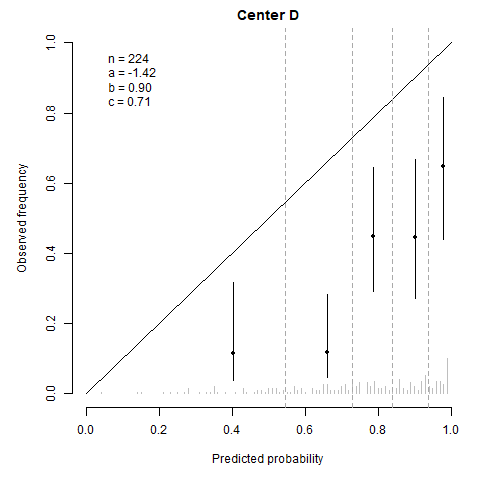 Center D
n = 224
a = -1.42
b = 0.90
c = 0.71
Observed frequency
1.0
0.8
0.6
0.4
0.2
0.0
0.0 0.2 0.4 0.6 0.8 1.0
Predicted probability